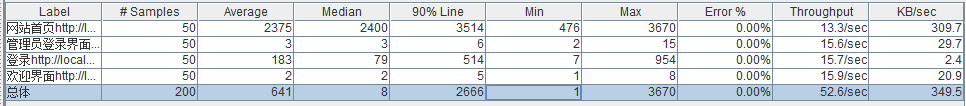 Label # Samples Average Median 90% Line Min Max Error % Throughput KB/sec
网站首页http://l... 50 2375 2400 3514 476 3670 0.00% 13.3/sec 309.7
管理员登录界面... 50 3 3 6 2 15 0.00% 15.6/sec 29.7
登录http://local... 50 183 79 514 7 954 0.00% 15.7/sec 2.4
欢迎界面http://l... 50 2 2 5 1 8 0.00% 15.9/sec 20.9
总体 200 641 8 2666 1 3670 0.00% 52.6/sec 349.5